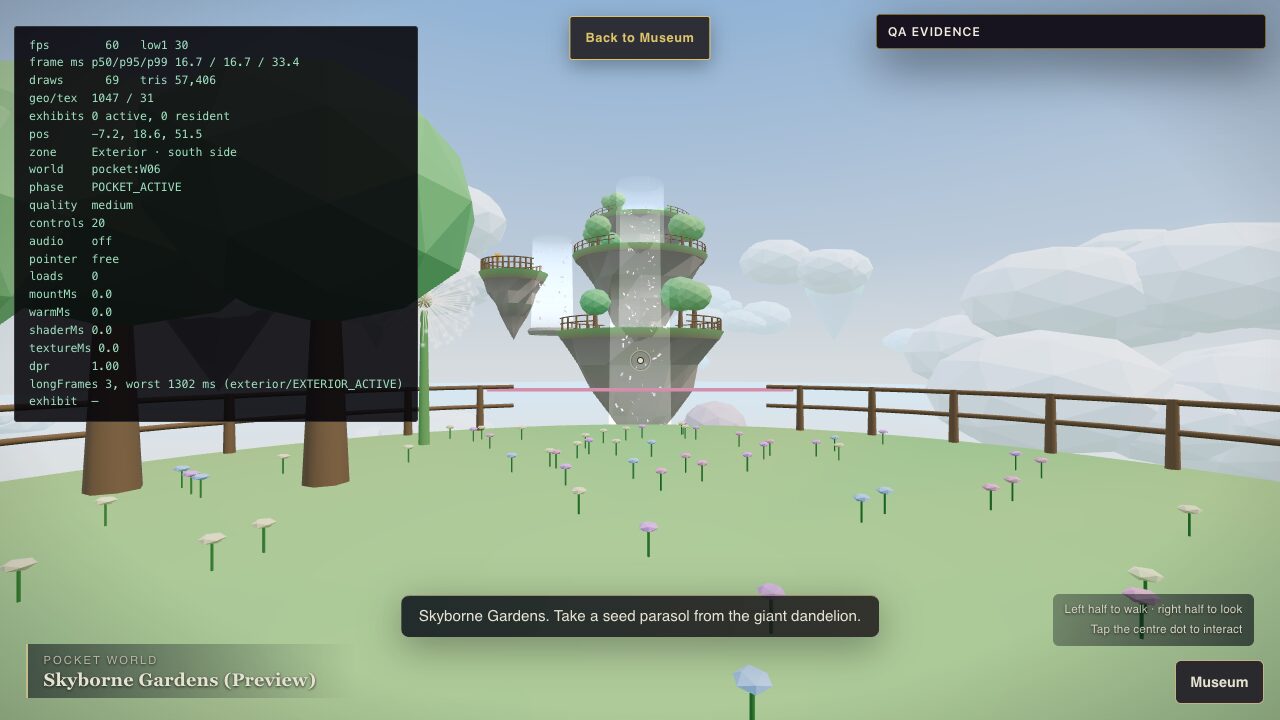 fps 60 low1 30
frame ms p50/p95/p99 16.7 / 16.7 / 33.4
draws 69 tris 57,406
geo/tex 1047 / 31
exhibits 0 active, 0 resident
pos −7.2, 18.6, 51.5
zone Exterior · south side
world pocket:W06
phase POCKET_ACTIVE
quality medium
controls 20
audio off
pointer free
loads 0
mountMs 0.0
warmMs 0.0
shaderMs 0.0
textureMs 0.0
dpr 1.00
longFrames 3, worst 1302 ms (exterior/EXTERIOR_ACTIVE)
exhibit —
Back to Museum
QA EVIDENCE
Skyborne Gardens. Take a seed parasol from the giant dandelion.
Left half to walk · right half to look
Tap the centre dot to interact
POCKET WORLD
Skyborne Gardens (Preview)
Museum